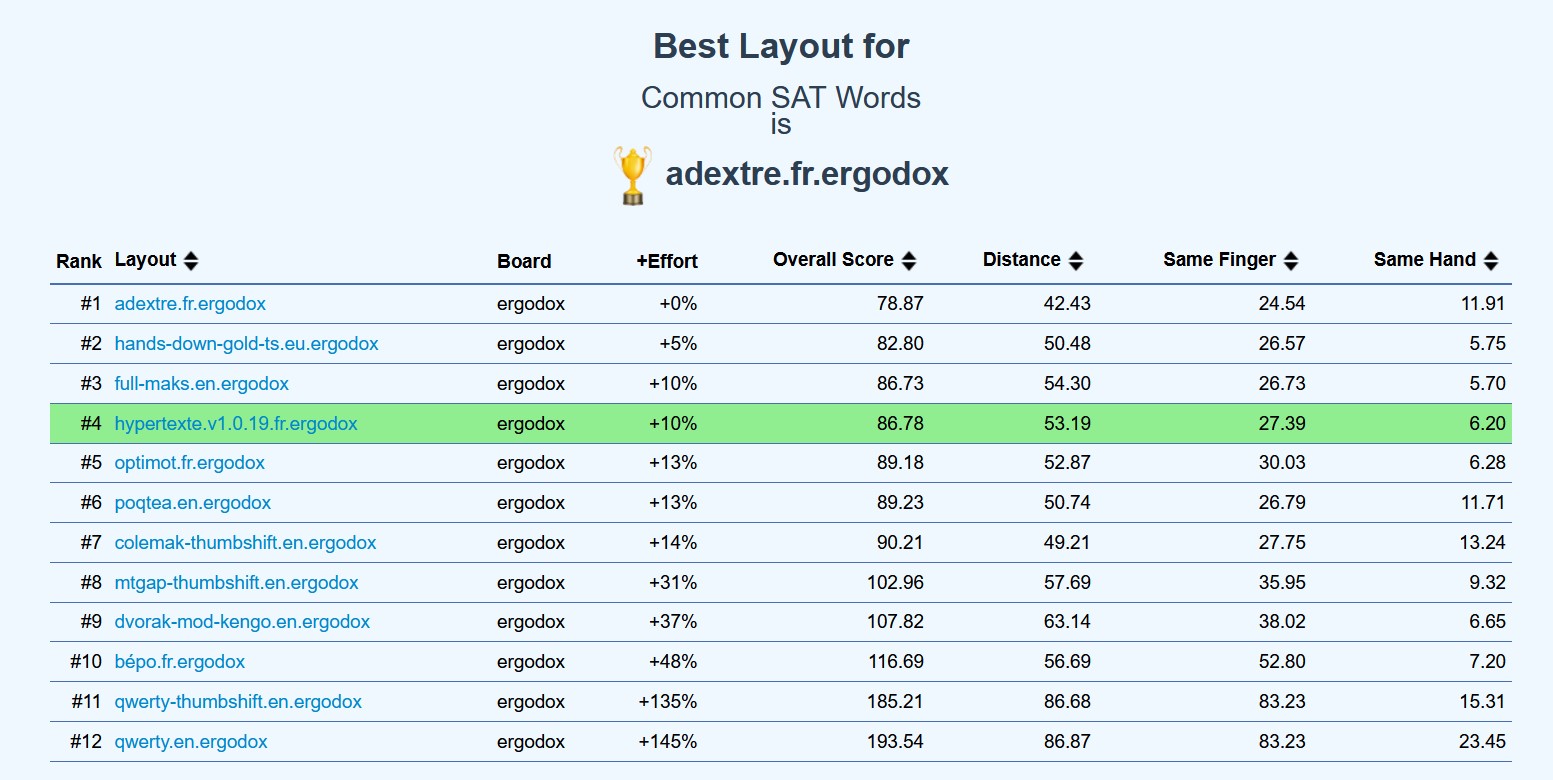 Best Layout for
Common SAT Words
is
adextre.fr.ergodox
Rank Layout Board +Effort Overall Score Distance Same Finger Same Hand
#1 adextre.fr.ergodox ergodox +0% 78.87 42.43 24.54 11.91
#2 hands-down-gold-ts.eu.ergodox ergodox +5% 82.80 50.48 26.57 5.75
#3 full-maks.en.ergodox ergodox +10% 86.73 54.30 26.73 5.70
#4 hypertexte.v1.0.19.fr.ergodox ergodox +10% 86.78 53.19 27.39 6.20
#5 optimot.fr.ergodox ergodox +13% 89.18 52.87 30.03 6.28
#6 poqtea.en.ergodox ergodox +13% 89.23 50.74 26.79 11.71
#7 colemak-thumbshift.en.ergodox ergodox +14% 90.21 49.21 27.75 13.24
#8 mtgap-thumbshift.en.ergodox ergodox +31% 102.96 57.69 35.95 9.32
#9 dvorak-mod-kengo.en.ergodox ergodox +37% 107.82 63.14 38.02 6.65
#10 bépo.fr.ergodox ergodox +48% 116.69 56.69 52.80 7.20
#11 qwerty-thumbshift.en.ergodox ergodox +135% 185.21 86.68 83.23 15.31
#12 qwerty.en.ergodox ergodox +145% 193.54 86.87 83.23 23.45